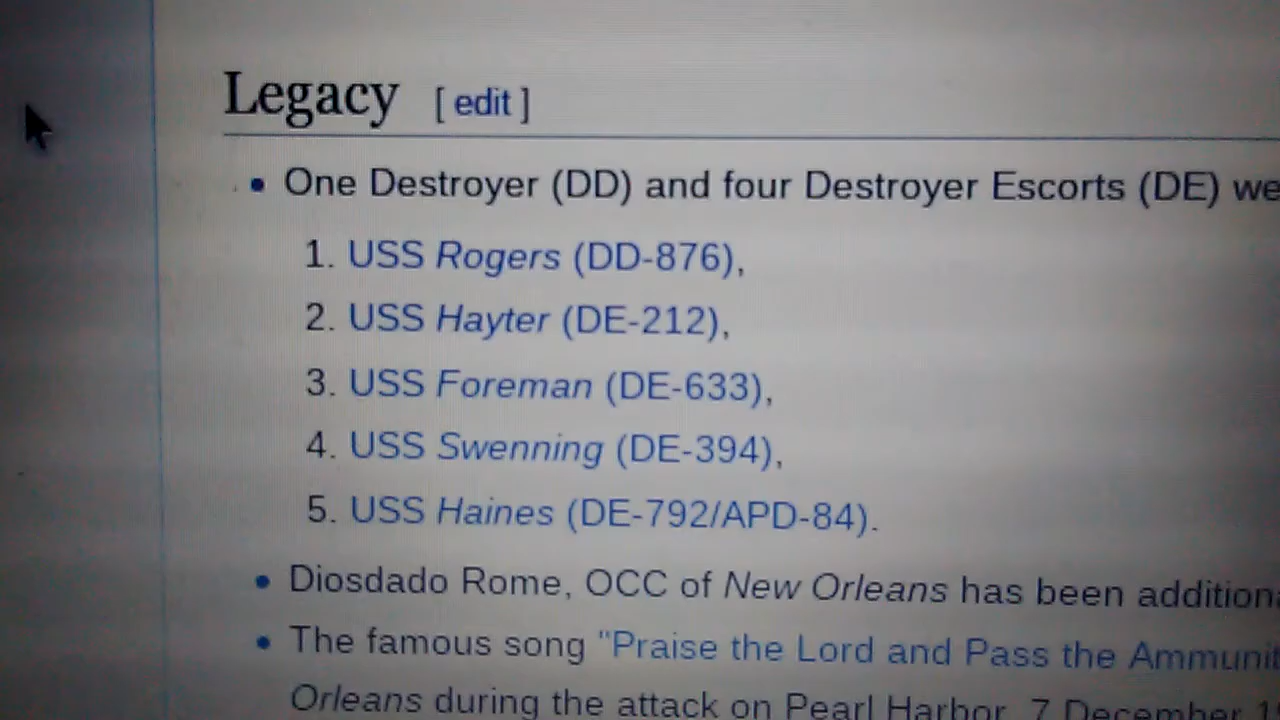 Legacy [ edit ]
• One Destroyer (DD) and four Destroyer Escorts (DE) we
1. USS Rogers (DD-876),
2. USS Hayter (DE-212),
3. USS Foreman (DE-633),
4. USS Swenning (DE-394),
5. USS Haines (DE-792/APD-84).
• Diosdado Rome, OCC of New Orleans has been addition
• The famous song "Praise the Lord and Pass the Ammunit
Orleans during the attack on Pearl Harbor, 7 December